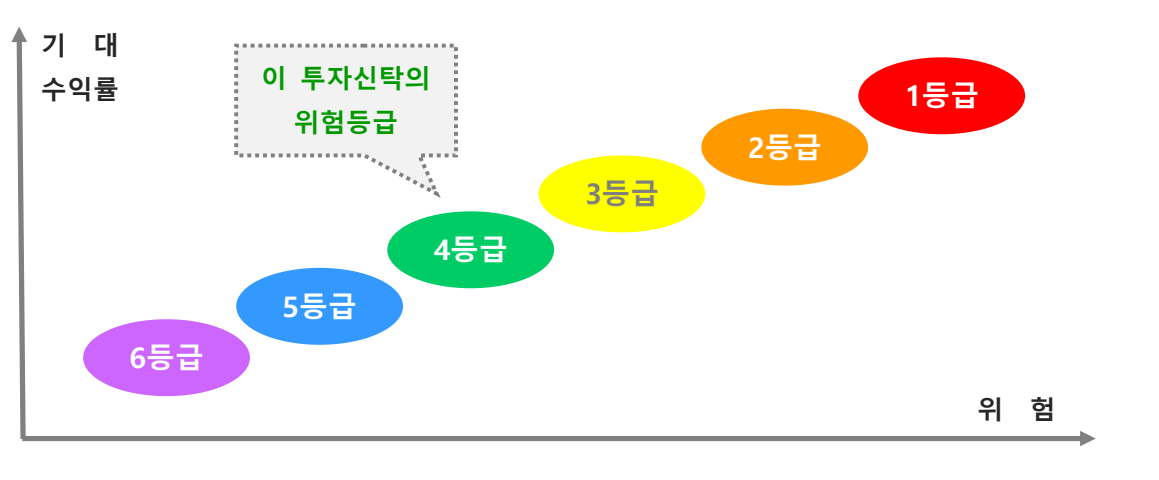 기 대
수익률
이 투자신탁의
위험등급
1등급
2등급
3등급
4등급
5등급
6등급
위 험